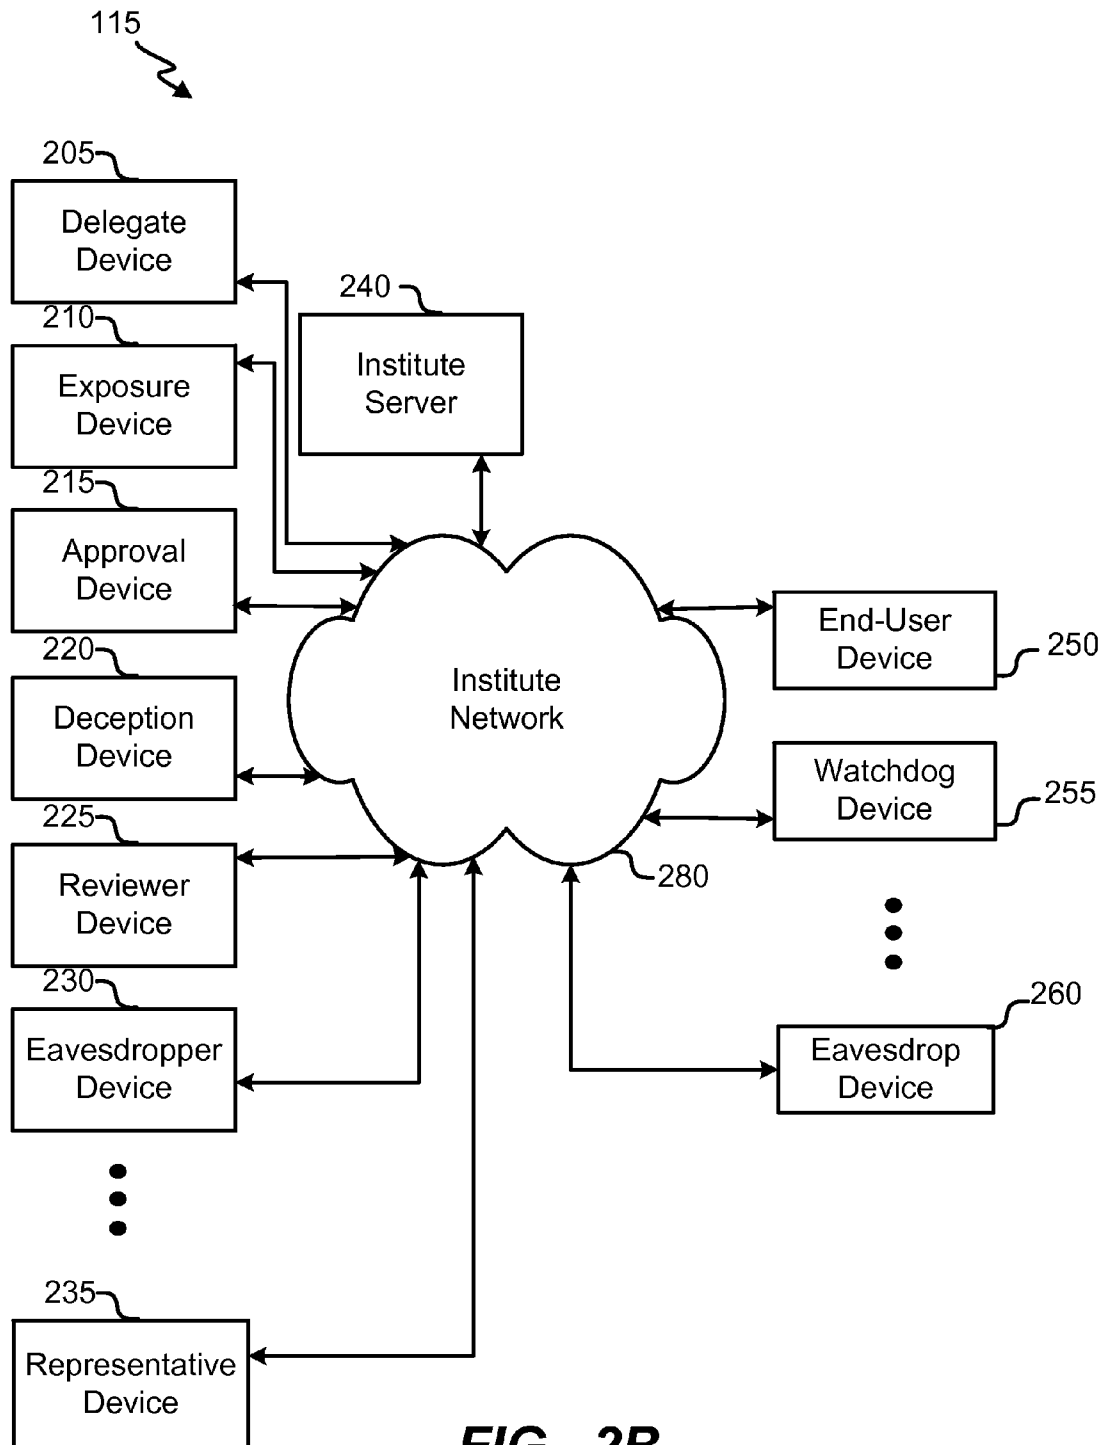 115
205
Delegate
Device
210
Exposure
Device
215
Approval
Device
220
Deception
Device
225
Reviewer
Device
230
Eavesdropper
Device
235
Representative
Device
240
Institute
Server
Institute
Network
280
End-User
Device
250
Watchdog
Device
255
260
Eavesdrop
Device
FIG. 2B